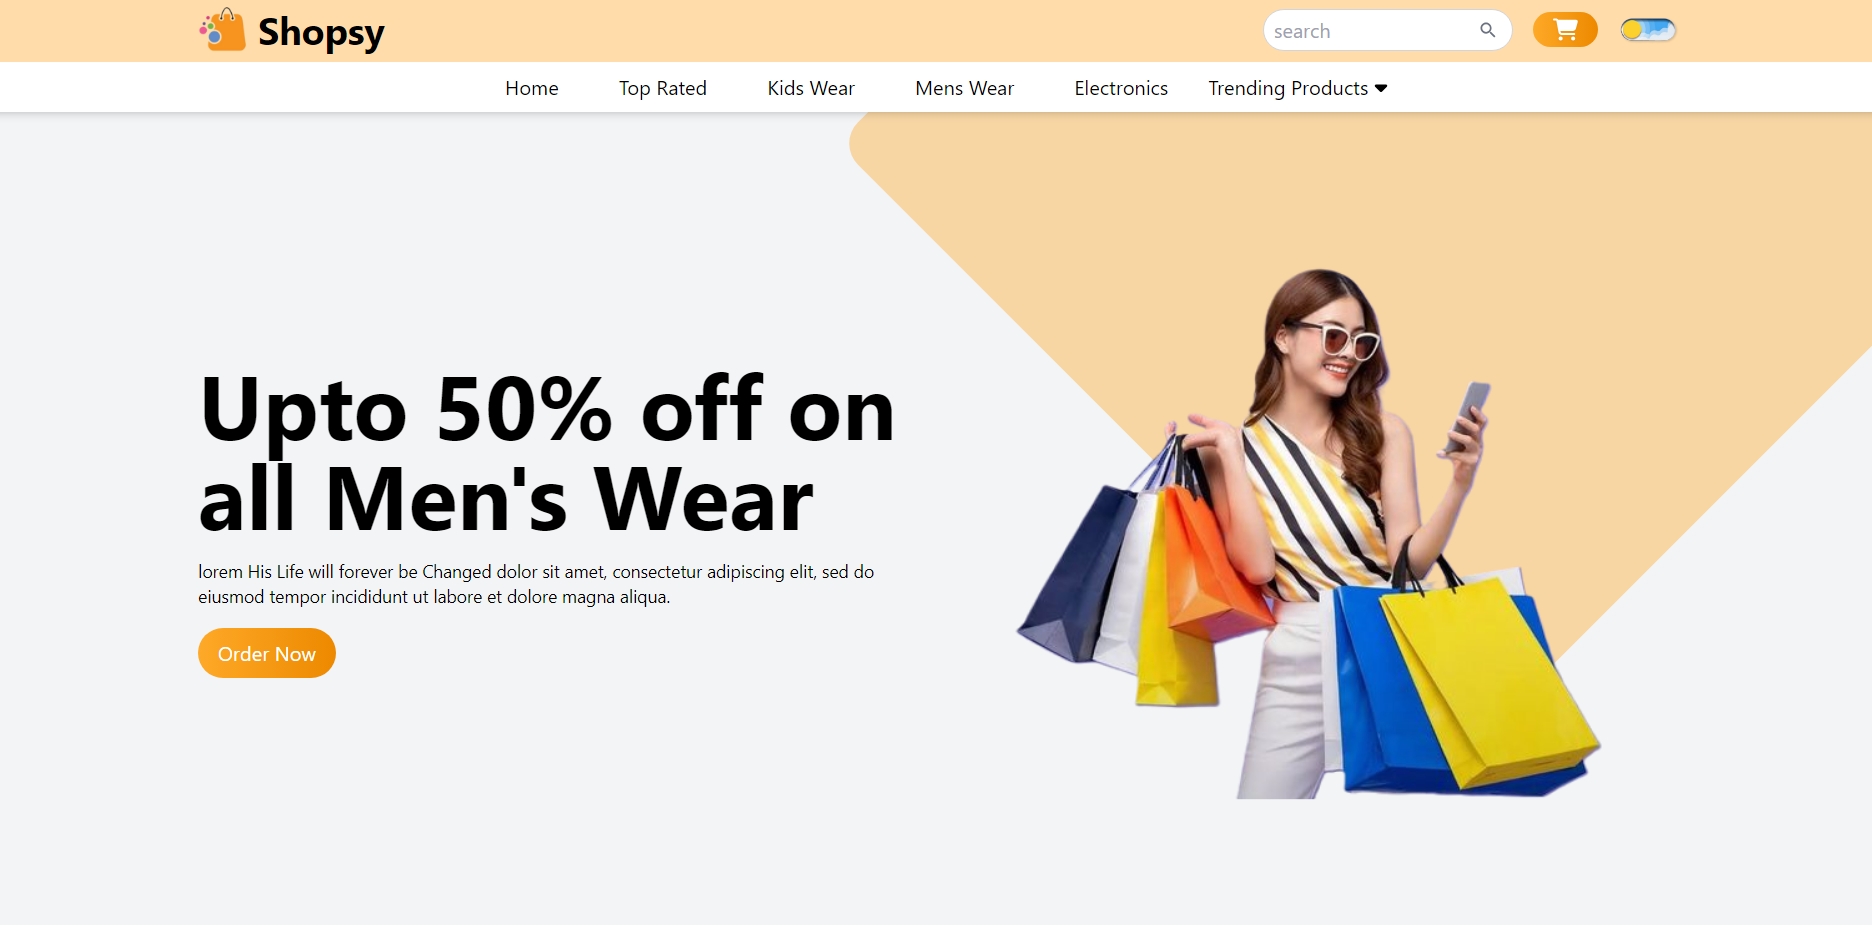 Shopsy
search
Home
Top Rated
Kids Wear
Mens Wear
Electronics
Trending Products
Upto 50% off on
all Men's Wear
lorem His Life will forever be Changed dolor sit amet, consectetur adipiscing elit, sed do
eiusmod tempor incididunt ut labore et dolore magna aliqua.
Order Now